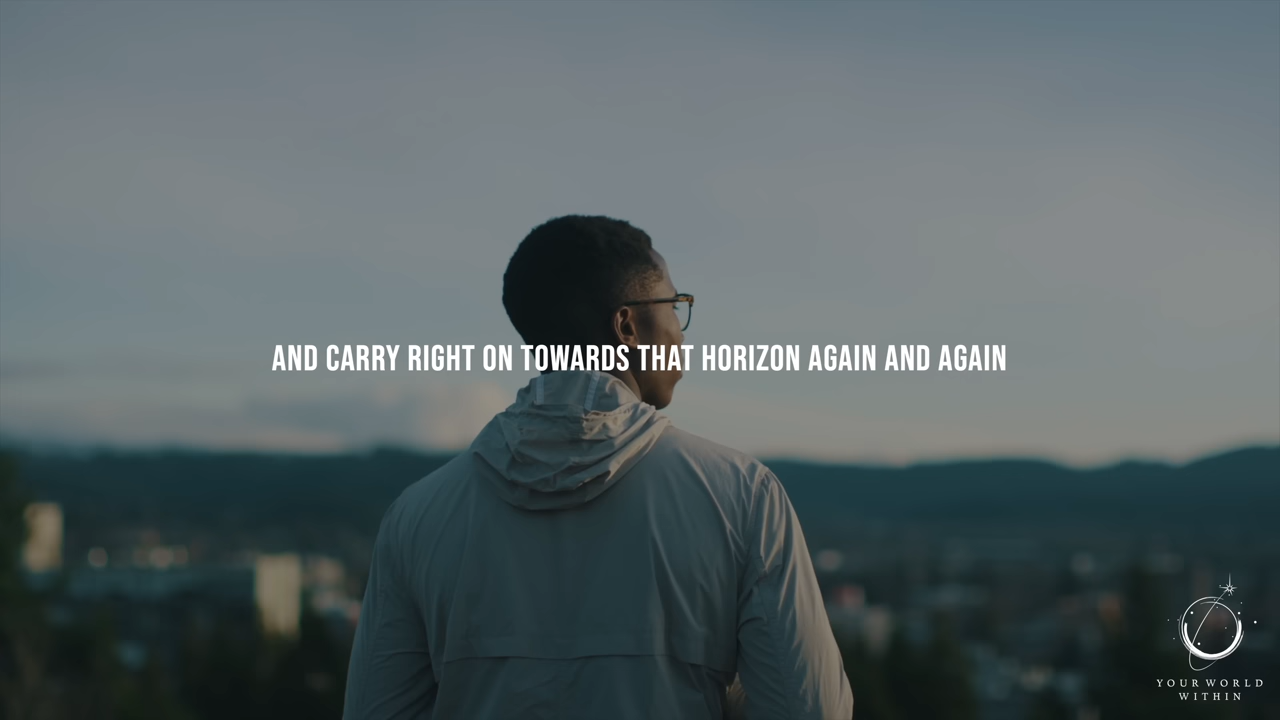 AND CARRY RIGHT ON TOWARDS THAT HORIZON AGAIN AND AGAIN
YOUR WORLD
WITHIN